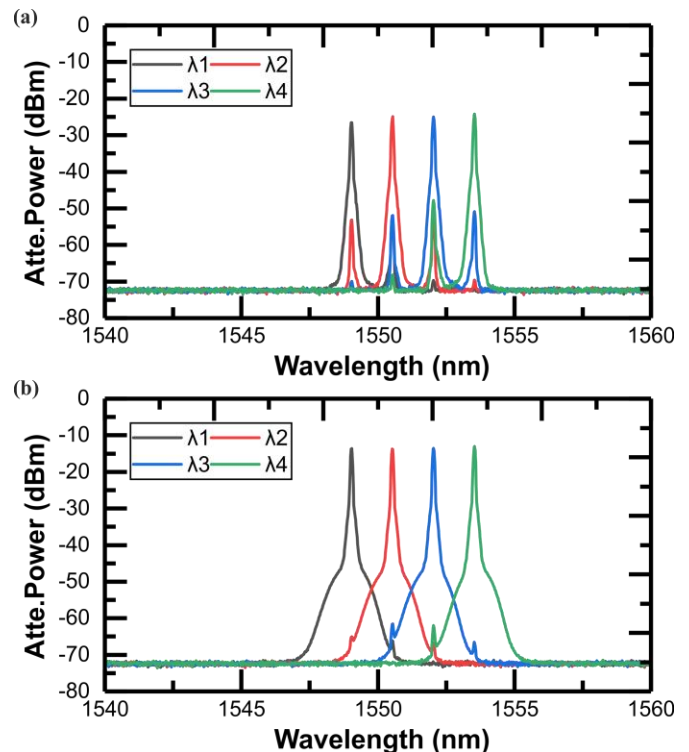 (a)
0
-10
-20
-30
-40
-50
-60
-70
-80
Atte.Power (dBm)
λ1 λ2
λ3 λ4
1540 1545 1550 1555 1560
Wavelength (nm)
(b)
0
-10
-20
-30
-40
-50
-60
-70
-80
Atte.Power (dBm)
λ1 λ2
λ3 λ4
1540 1545 1550 1555 1560
Wavelength (nm)